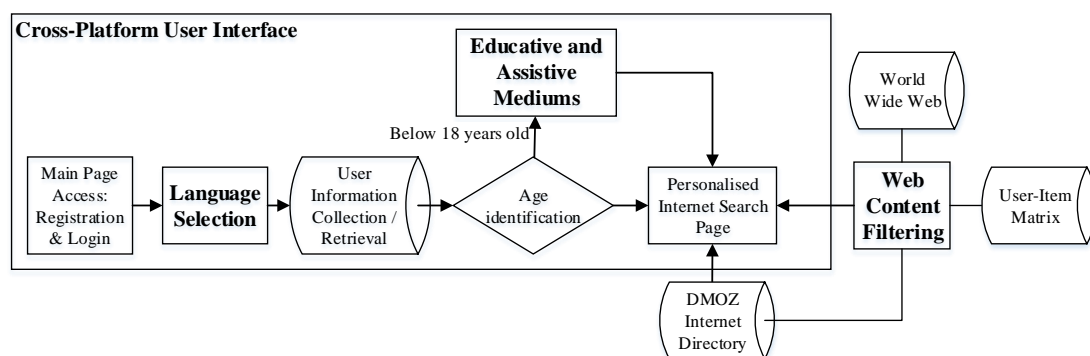 Cross-Platform User Interface
Educative and
Assistive
Mediums
Below 18 years old
Main Page
Access:
Registration
& Login
Language
Selection
User
Information
Collection /
Retrieval
Age
identification
Personalised
Internet Search
Page
World
Wide Web
Web
Content
Filtering
User-Item
Matrix
DMOZ
Internet
Directory